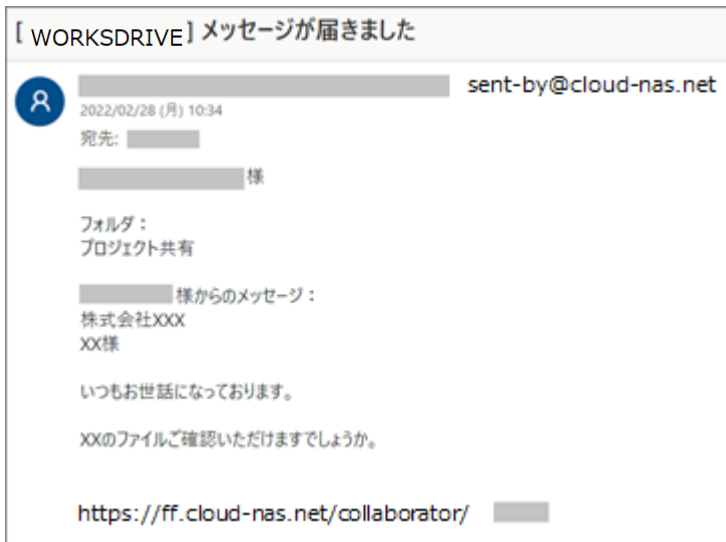 [ WORKSDRIVE] メッセージが届きました
sent-by@cloud-nas.net
2022/02/28 (月) 10:34
宛先:
様
フォルダ：
プロジェクト共有
様からのメッセージ：
株式会社XXX
XX様
いつもお世話になっております。
XXのファイルご確認いただけますでしょうか。
https://ff.cloud-nas.net/collaborator/